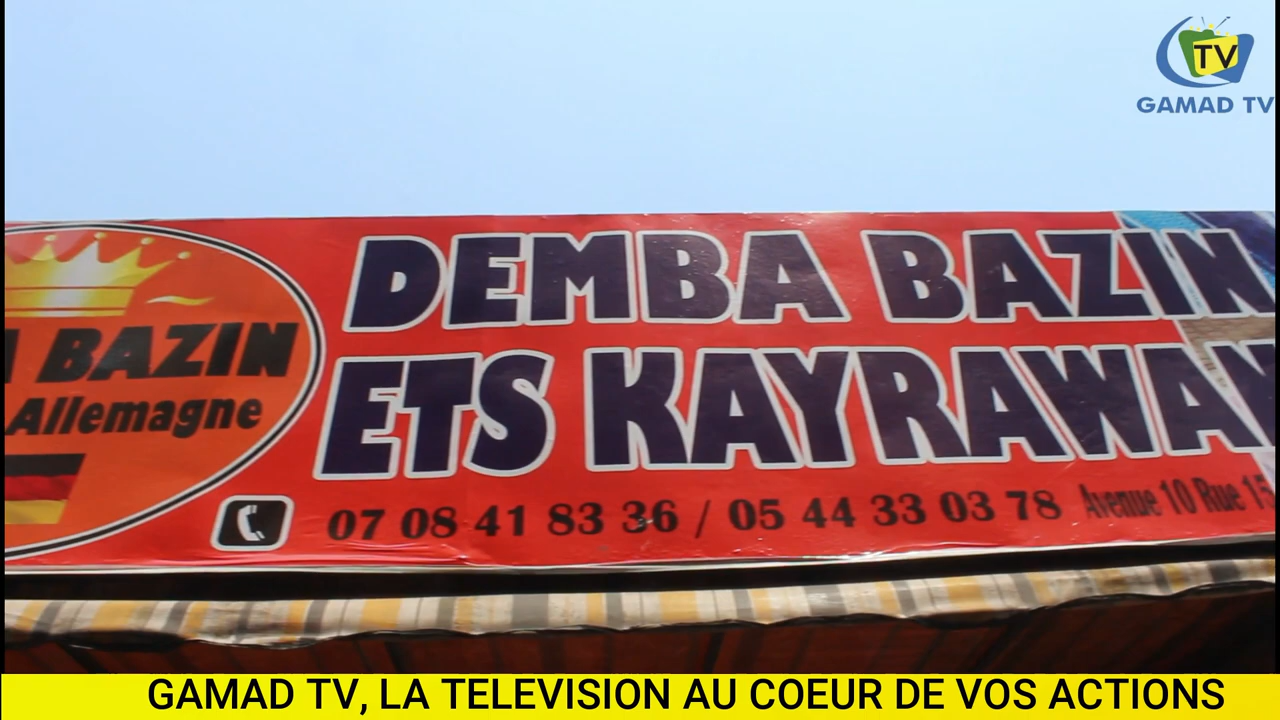 TV
GAMAD TV
BAZIN
Allemagne
DEMBA BAZIN
ETS
07 08 41 83 36 / 05 44 33 03 78 Avenue 10 Rue 15
GAMAD TV, LA TELEVISION AU COEUR DE VOS ACTIONS